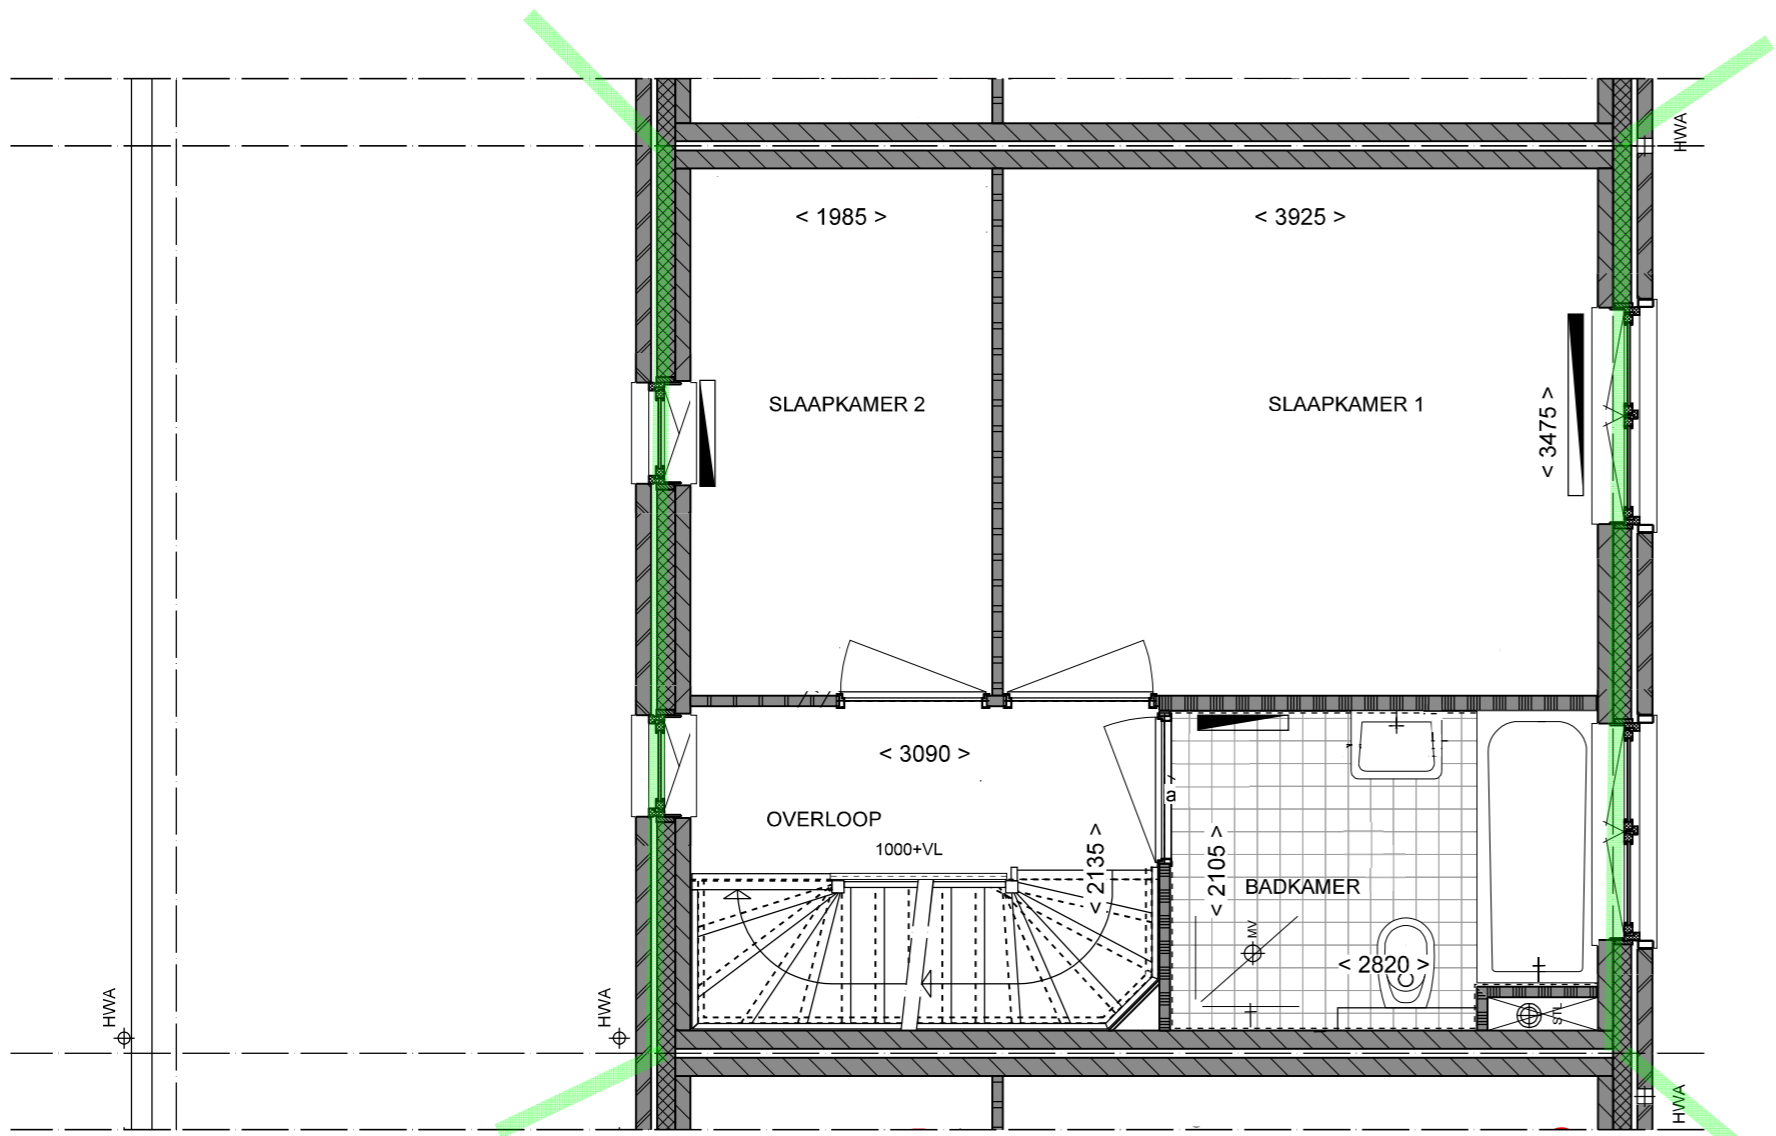 HWA
< 1985 >
< 3925 >
SLAAPKAMER 2
SLAAPKAMER 1
< 3475 >
< 3090 >
a
OVERLOOP
1000+VL
< 2135 >
< 2105 >
BADKAMER
MV
< 2820 >
HWA
HWA
STL
HWA